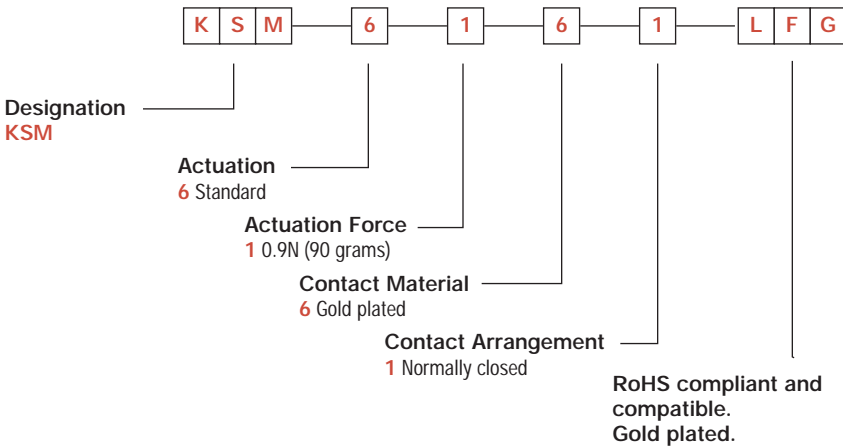 K S M 6 1 6 1 L F G
Designation
KSM
Actuation
6 Standard
Actuation Force
1 0.9N (90 grams)
Contact Material
6 Gold plated
Contact Arrangement
1 Normally closed
RoHS compliant and
compatible.
Gold plated.